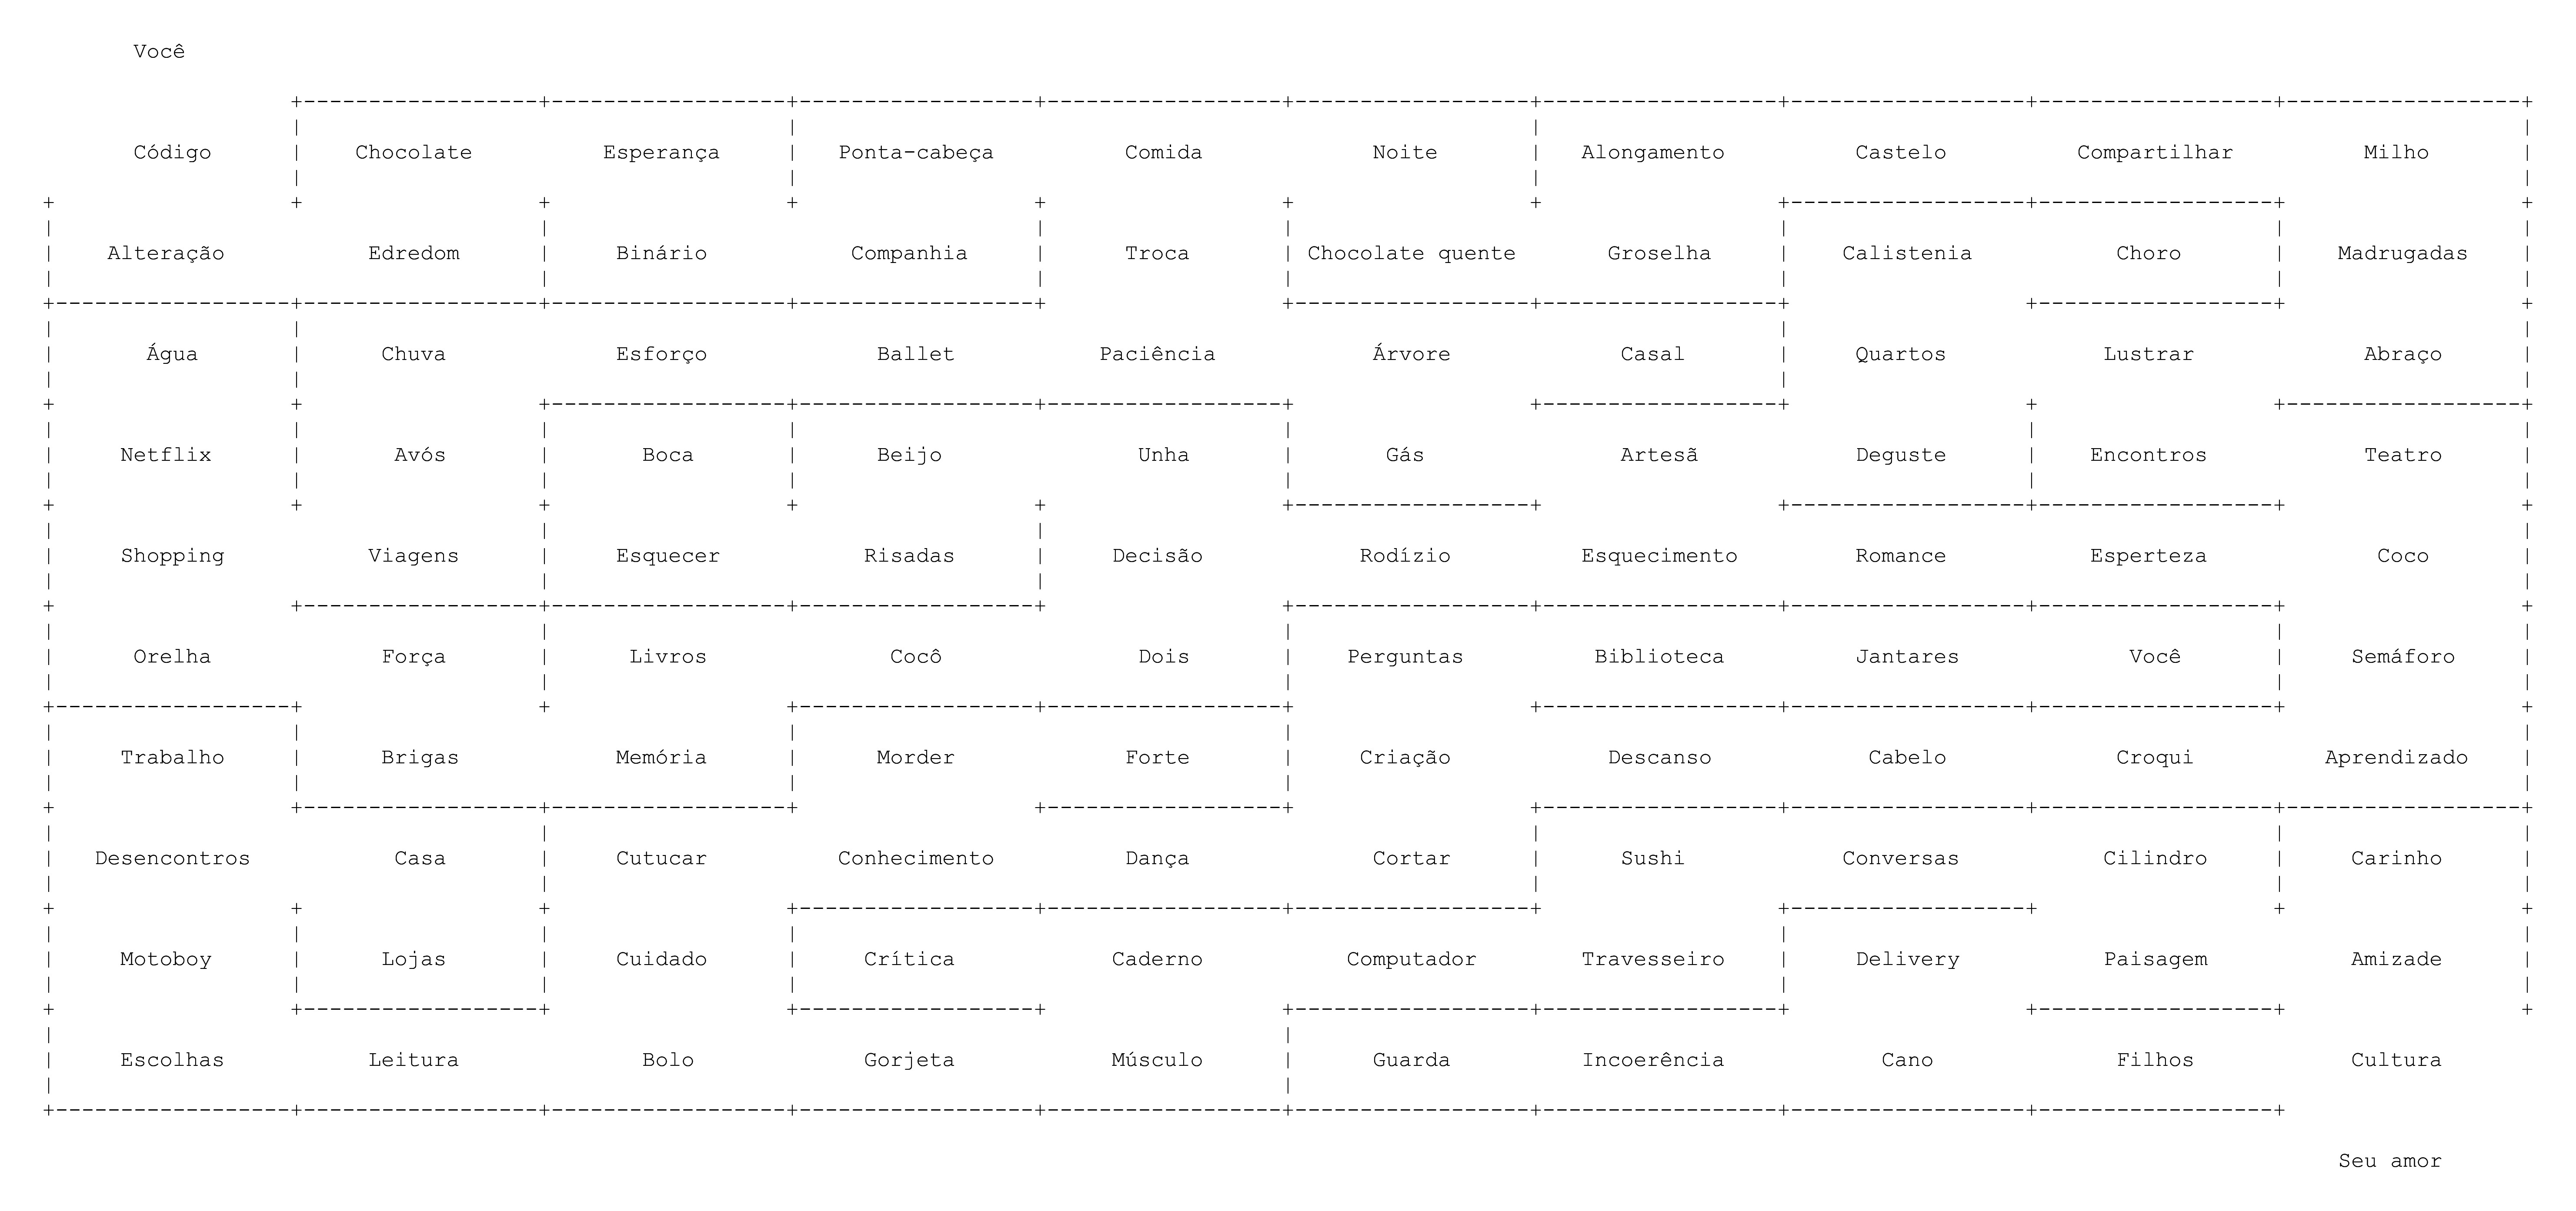 Você
Código Chocolate Esperança Ponta-cabeça Comida Noite Alongamento Castelo Compartilhar Milho
Alteração Edredom Binário Companhia Troca Chocolate quente Groselha Calistenia Choro Madrugadas
Água Chuva Esforço Ballet Paciência Árvore Casal Quartos Lustrar Abraço
Netflix Avós Boca Beijo Unha Gás Artesã Deguste Encontros Teatro
Shopping Viagens Esquecer Risadas Decisão Rodízio Esquecimento Romance Esperteza Coco
Orelha Força Livros Cocô Dois Perguntas Biblioteca Jantares Você Semáforo
Trabalho Brigas Memória Morder Forte Criação Descanso Cabelo Croqui Aprendizado
Desencontros Casa Cutucar Conhecimento Dança Cortar Sushi Conversas Cilindro Carinho
Motoboy Lojas Cuidado Crítica Caderno Computador Travesseiro Delivery Paisagem Amizade
Escolhas Leitura Bolo Gorjeta Músculo Guarda Incoerência Cano Filhos Cultura
Seu amor